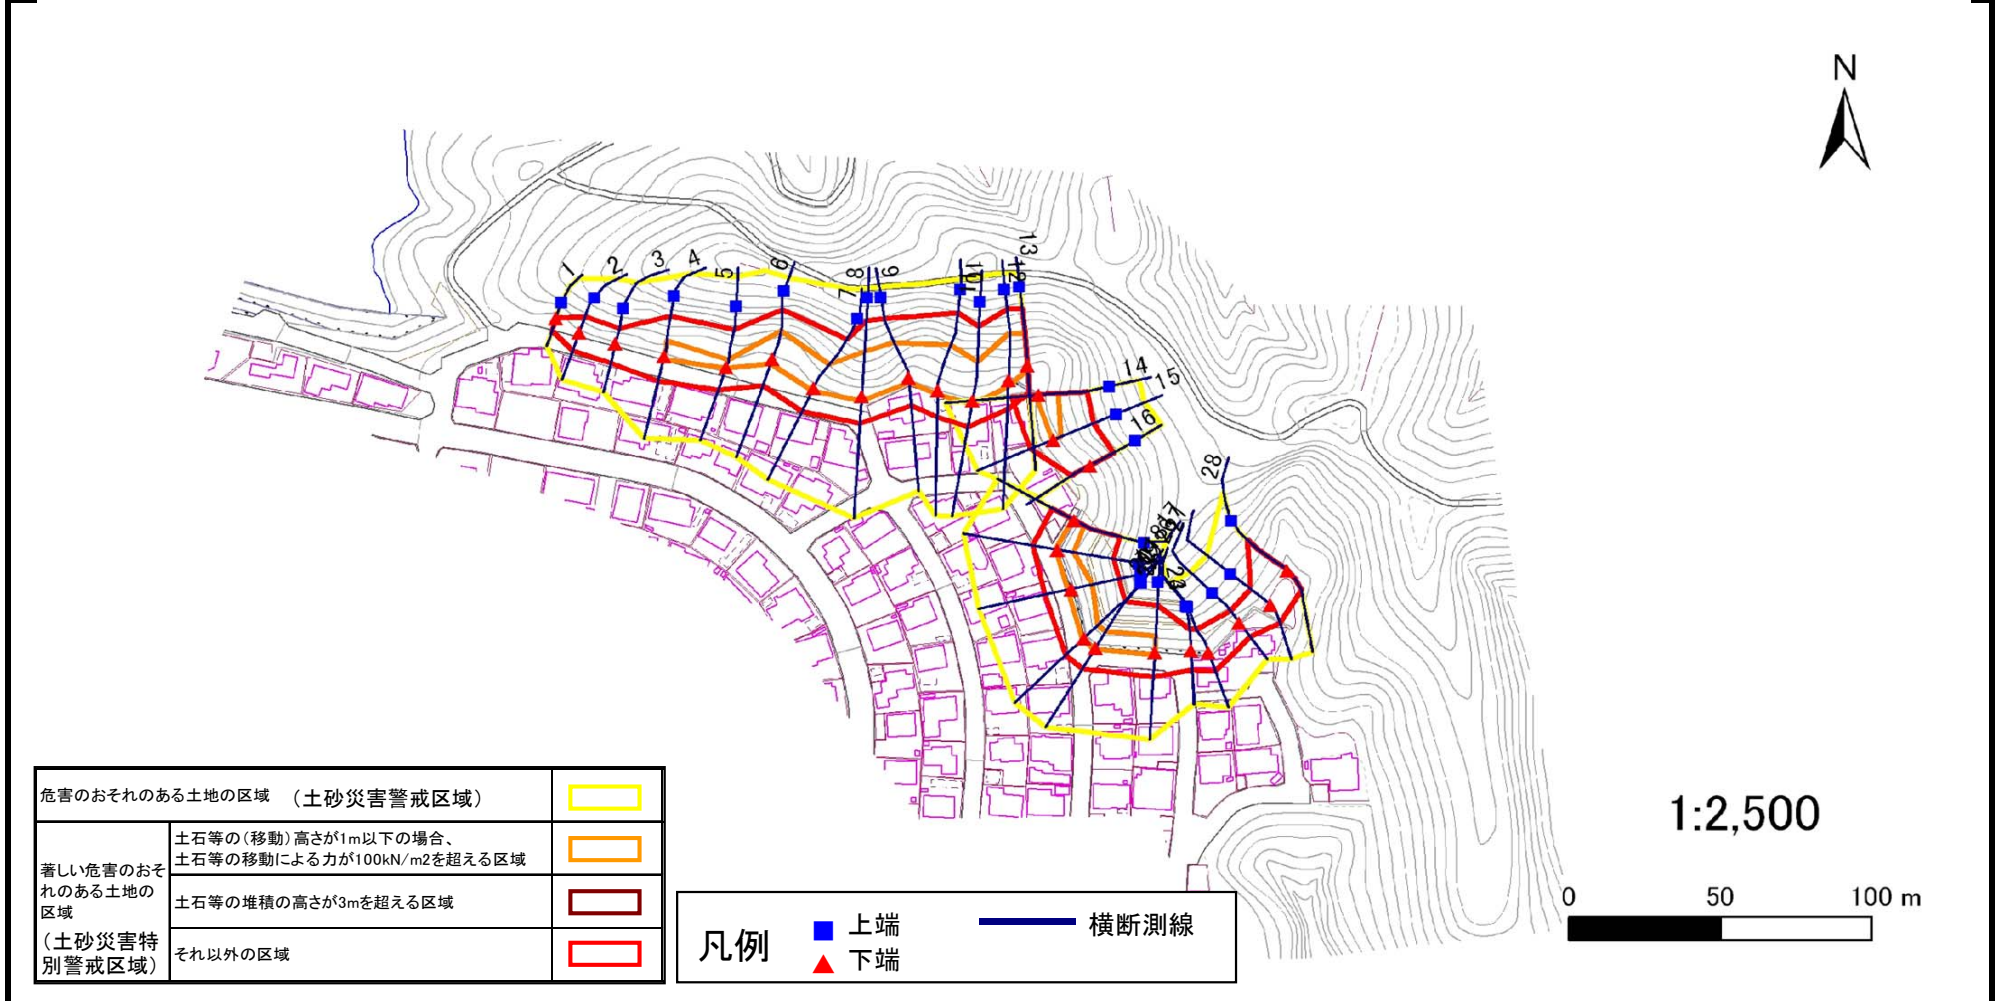 N
1
2
3
4
5
6
7
8
9
10
12
13
14
15
16
17
28
1:2,500
0 50 100 m
危害のおそれのある土地の区域 （土砂災害警戒区域）
著しい危害のおそ
れのある土地の
区域
（土砂災害特
別警戒区域）
土石等の（移動）高さが1m以下の場合、
土石等の移動による力が100kN/m2を超える区域
土石等の堆積の高さが3mを超える区域
それ以外の区域
凡例
上端
下端
横断測線